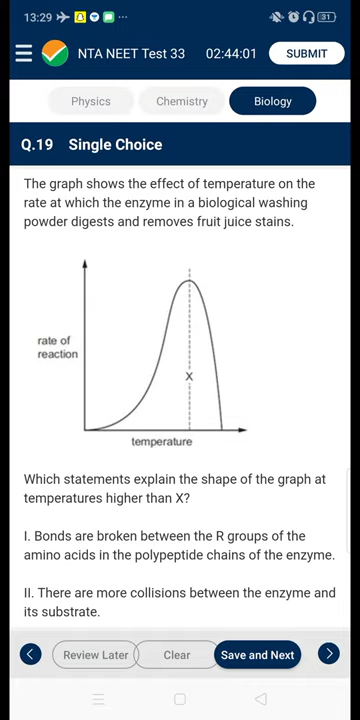 13:29
31
NTA NEET Test 33
02:44:01
SUBMIT
Physics
Chemistry
Biology
Q.19 Single Choice
The graph shows the effect of temperature on the
rate at which the enzyme in a biological washing
powder digests and removes fruit juice stains.
rate of
reaction
X
temperature
Which statements explain the shape of the graph at
temperatures higher than X?
I. Bonds are broken between the R groups of the
amino acids in the polypeptide chains of the enzyme.
II. There are more collisions between the enzyme and
its substrate.
Review Later
Clear
Save and Next